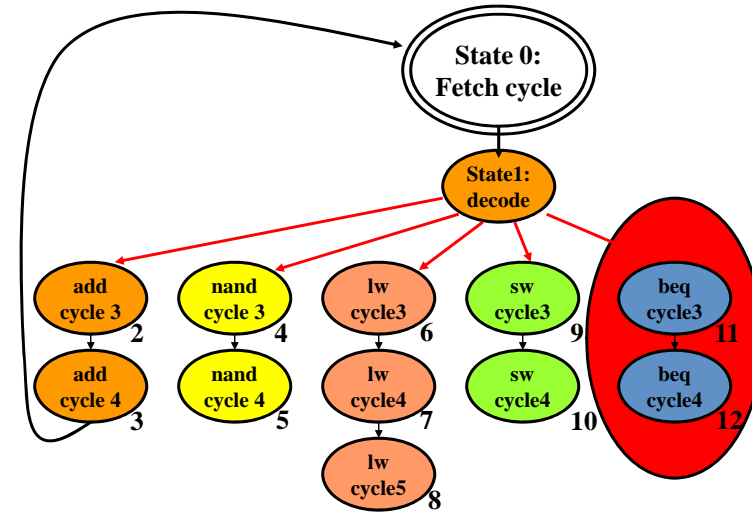 State 0:
Fetch cycle
State1:
decode
add
cycle 3
2
nand
cycle 3
4
lw
cycle3
6
sw
cycle3
9
beq
cycle3
11
add
cycle 4
3
nand
cycle 4
5
lw
cycle4
7
sw
cycle4
10
beq
cycle4
12
lw
cycle5
8